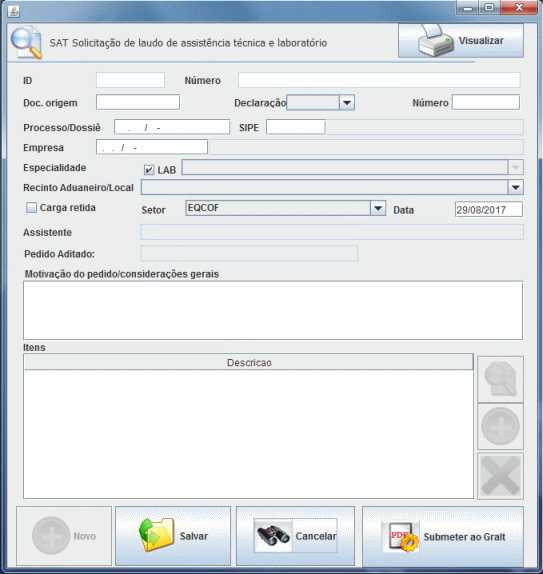 SAT Solicitação de laudo de assistência técnica e laboratório
Visualizar
ID Número
Doc. origem Declaração Número
Processo/Dossiê . / - SIPE
Empresa . . / -
Especialidade LAB
Recinto Aduaneiro/Local
Carga retida Setor EQCOF Data 29/08/2017
Assistente
Pedido Aditado:
Motivação do pedido/considerações gerais
Itens
Descricao
Novo Salvar Cancelar PDF Submeter ao Gralt